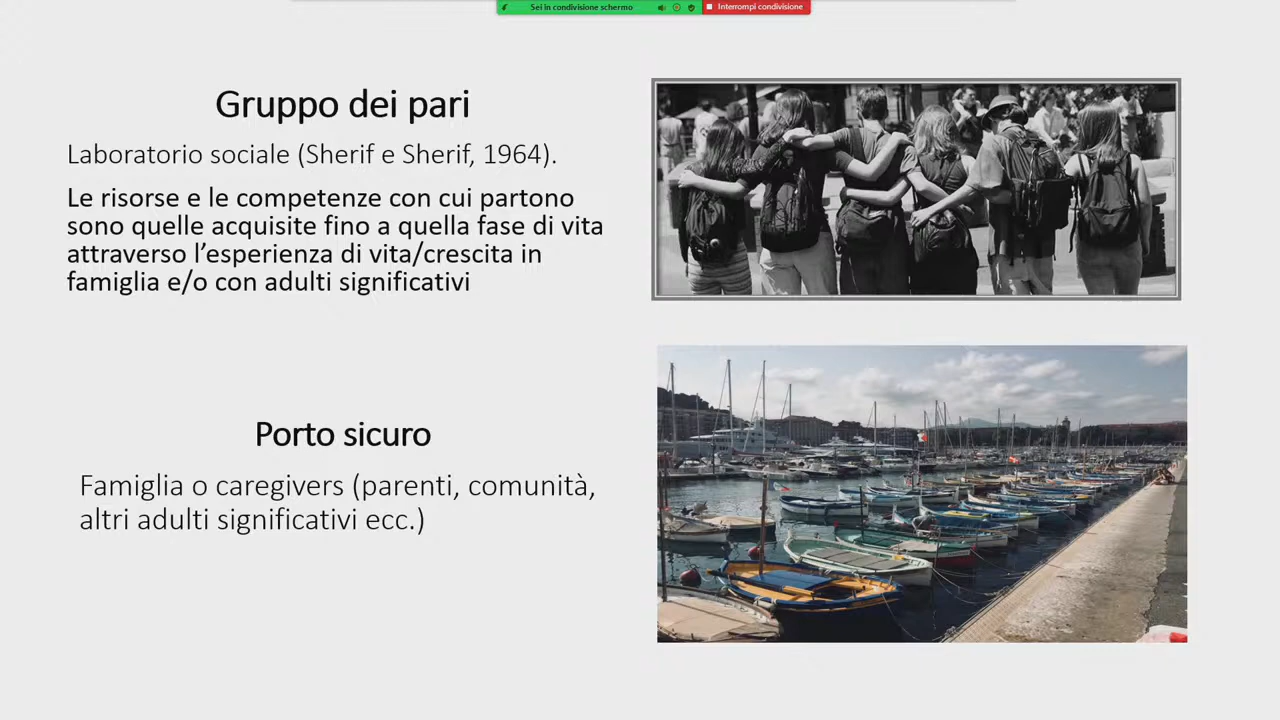 Sei in condivisione schermo
Interrompi condivisione
Gruppo dei pari
Laboratorio sociale (Sherif e Sherif, 1964).
Le risorse e le competenze con cui partono
sono quelle acquisite fino a quella fase di vita
attraverso l’esperienza di vita/crescita in
famiglia e/o con adulti significativi
Porto sicuro
Famiglia o caregivers (parenti, comunità,
altri adulti significativi ecc.)